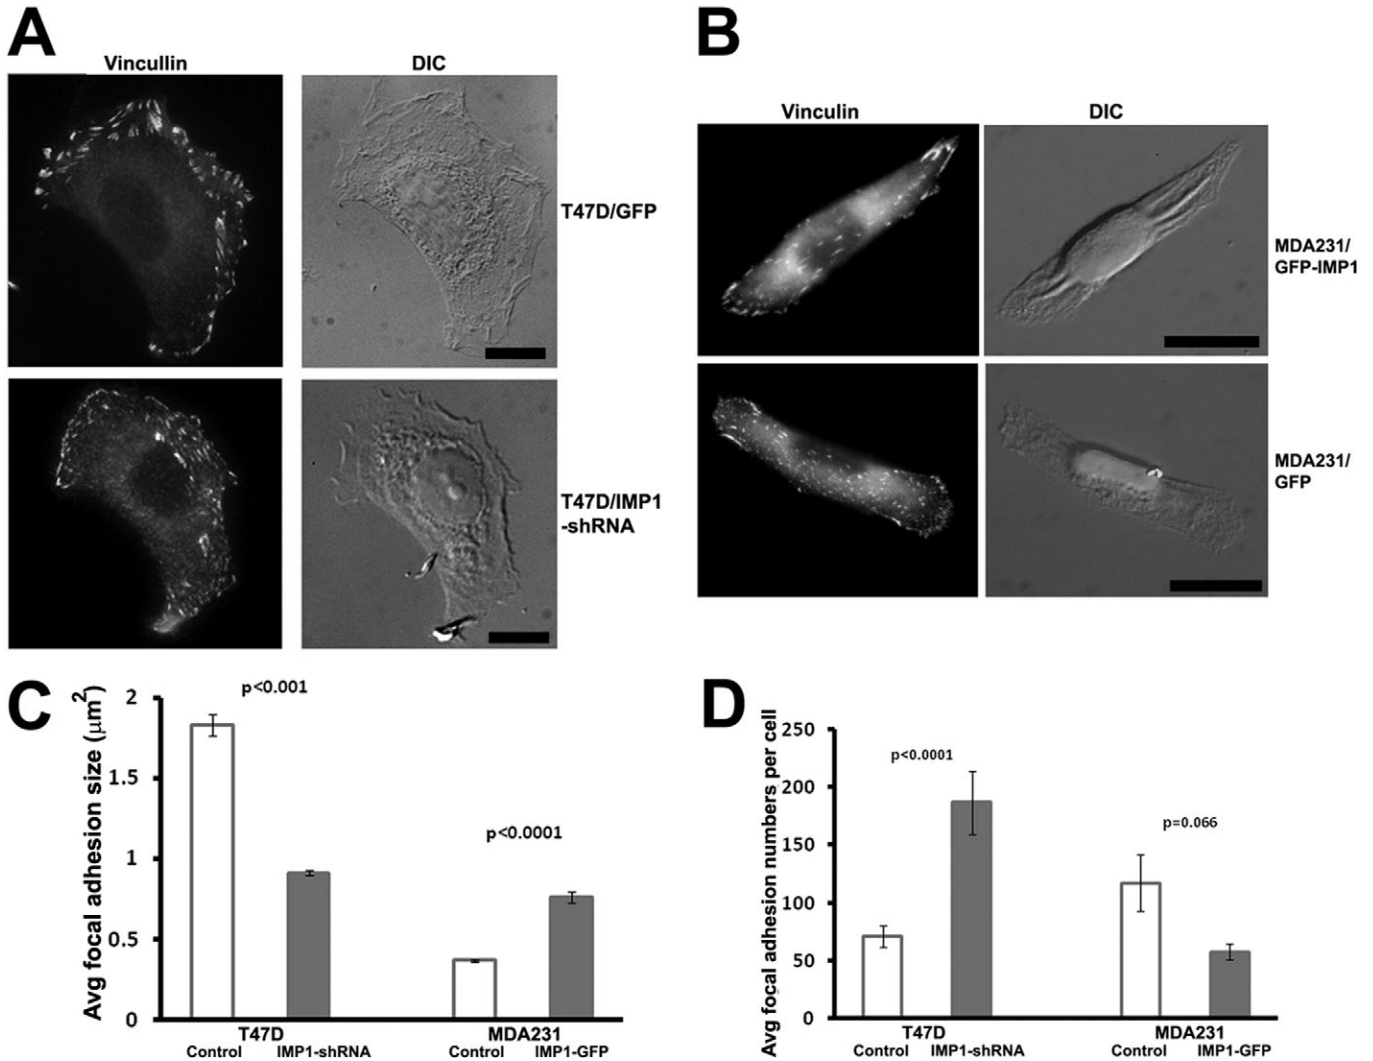 A
Vincullin DIC
T47D/GFP
T47D/IMP1
-shRNA
B
Vinculin DIC
MDA231/
GFP-IMP1
MDA231/
GFP
C
Avg focal adhesion size (μm2)
2
1.5
1
0.5
0
p<0.001
p<0.0001
T47D MDA231
Control IMP1-shRNA Control IMP1-GFP
D
Avg focal adhesion numbers per cell
250
200
150
100
50
0
p<0.0001
p=0.066
T47D MDA231
Control IMP1-shRNA Control IMP1-GFP